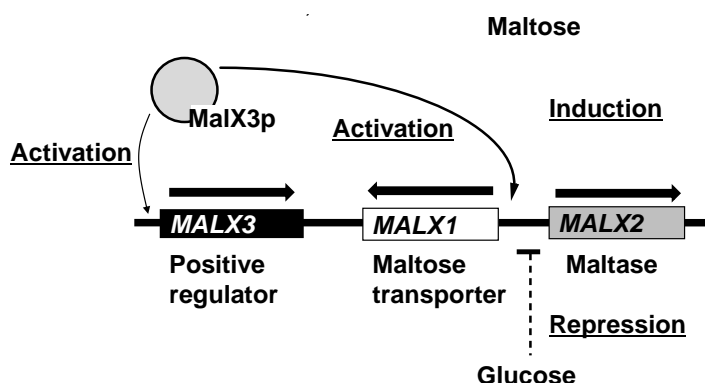 Maltose
MalX3p
Induction
Activation
Activation
MALX3
MALX1
MALX2
Positive
regulator
Maltose
transporter
Maltase
Repression
Glucose